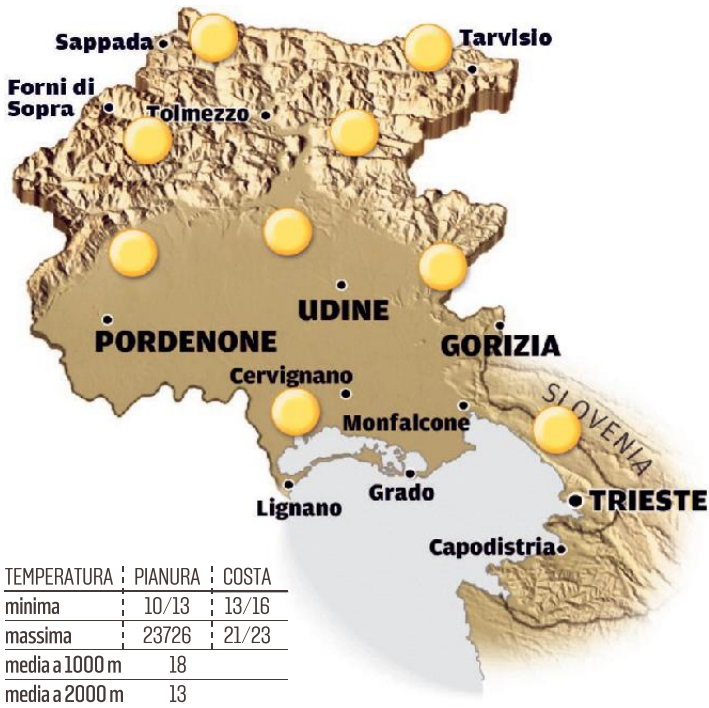 Sappada
Tarvisio
Forni di
Sopra
Tolmezzo
UDINE
PORDENONE
GORIZIA
Cervignano
SLOVENIA
Monfalcone
Grado
Lignano
TRIESTE
Capodistria
TEMPERATURA PIANURA COSTA
minima 10/13 13/16
massima 23726 21/23
media a 1000 m 18
media a 2000 m 13